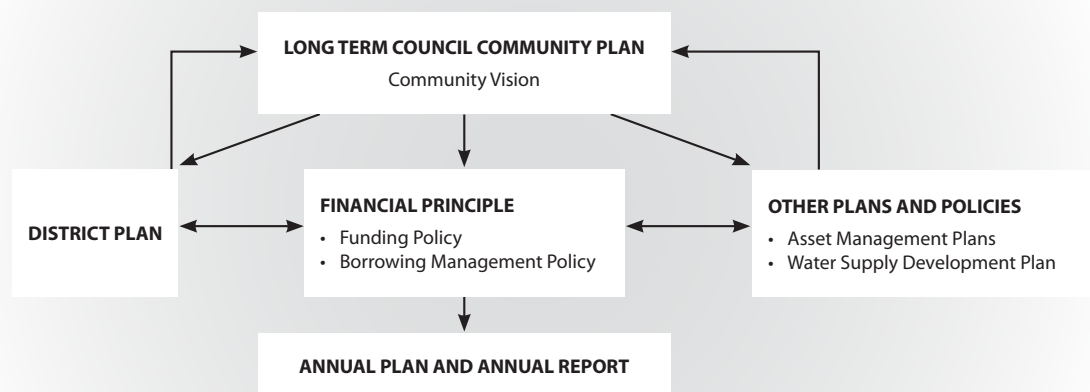 LONG TERM COUNCIL COMMUNITY PLAN
Community Vision
DISTRICT PLAN
FINANCIAL PRINCIPLE
• Funding Policy
• Borrowing Management Policy
OTHER PLANS AND POLICIES
• Asset Management Plans
• Water Supply Development Plan
ANNUAL PLAN AND ANNUAL REPORT